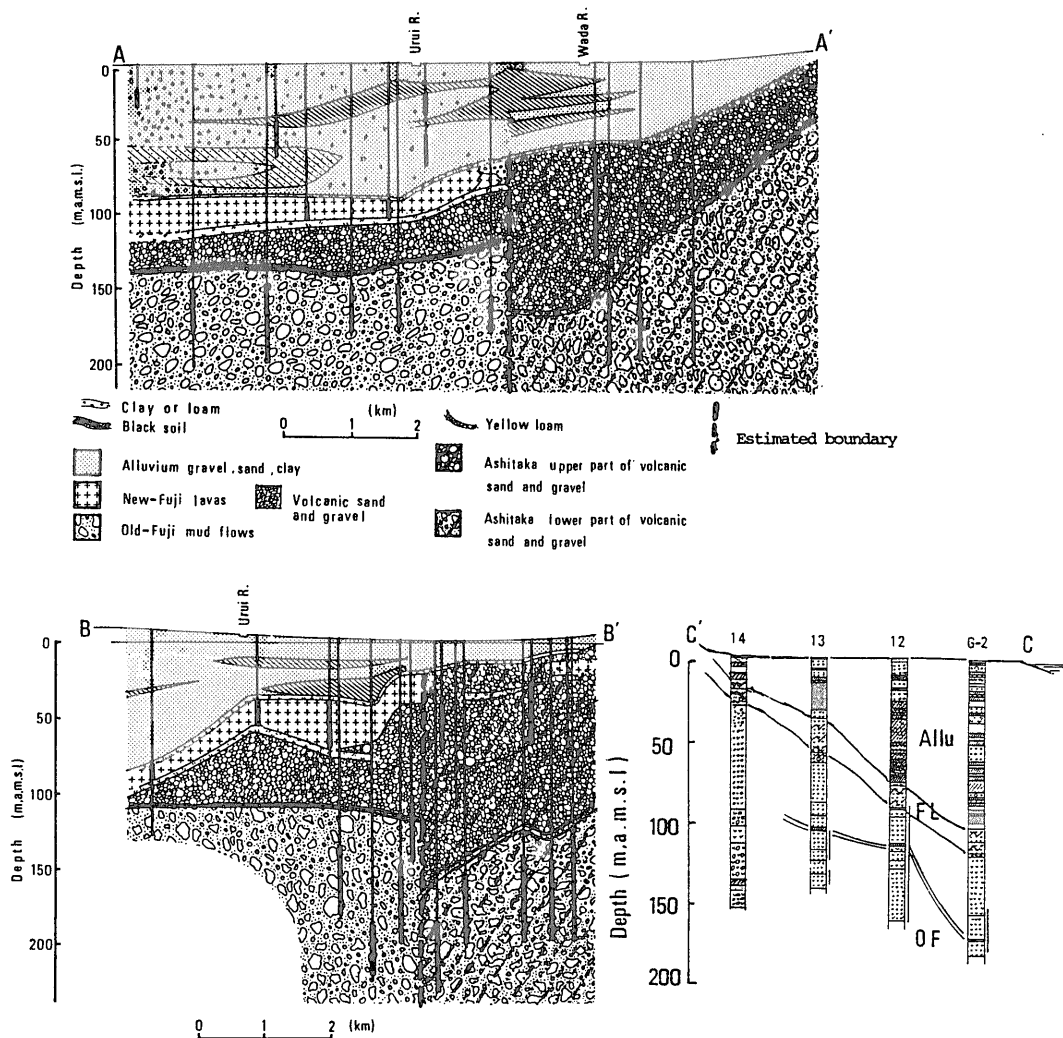 Urui R.
Wada R.
A
A'
0
50
100
150
200
Depth (m.a.m.s.l.)
Clay or loam
Black soil
(km)
0 1 2
Yellow loam
Estimated boundary
Alluvium gravel, sand, clay
New-Fuji lavas
Volcanic sand
and gravel
Old-Fuji mud flows
Ashitaka upper part of volcanic
sand and gravel
Ashitaka lower part of volcanic
sand and gravel
Urui R.
B
B'
0
50
100
150
200
Depth (m.a.m.s.l)
0 1 2 (km)
C'
14
13
12
G-2
C
0
50
100
150
200
Depth (m.a.m.s.l)
Allu
FL
OF